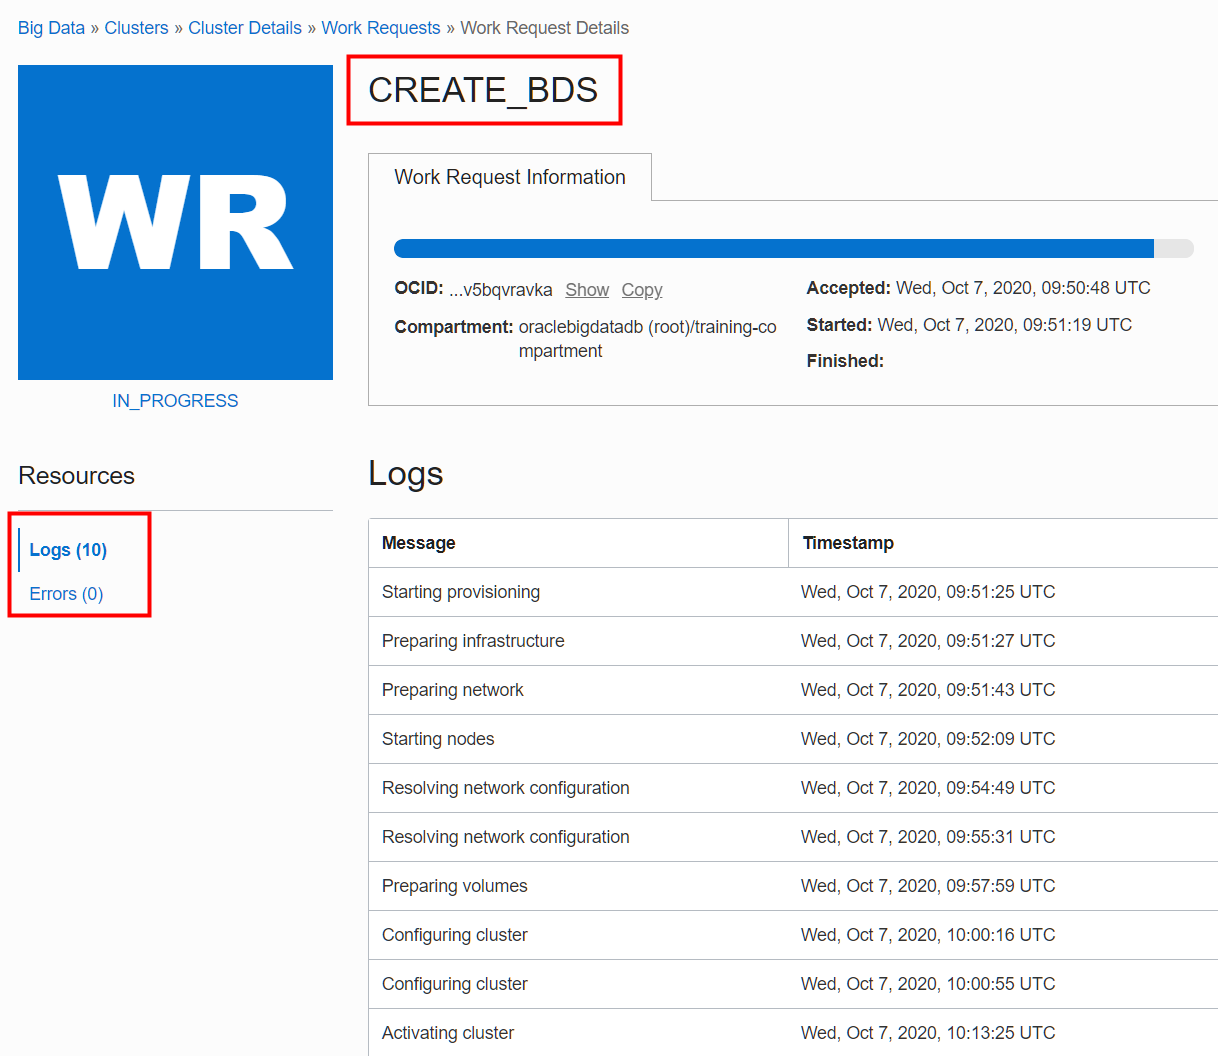 Big Data » Clusters » Cluster Details » Work Requests » Work Request Details
WR
IN_PROGRESS
CREATE_BDS
Work Request Information
OCID: ...v5bqvravka Show Copy
Compartment: oraclebigdatadb (root)/training-co
mpartment
Accepted: Wed, Oct 7, 2020, 09:50:48 UTC
Started: Wed, Oct 7, 2020, 09:51:19 UTC
Finished:
Resources
Logs (10)
Errors (0)
Logs
Message Timestamp
Starting provisioning Wed, Oct 7, 2020, 09:51:25 UTC
Preparing infrastructure Wed, Oct 7, 2020, 09:51:27 UTC
Preparing network Wed, Oct 7, 2020, 09:51:43 UTC
Starting nodes Wed, Oct 7, 2020, 09:52:09 UTC
Resolving network configuration Wed, Oct 7, 2020, 09:54:49 UTC
Resolving network configuration Wed, Oct 7, 2020, 09:55:31 UTC
Preparing volumes Wed, Oct 7, 2020, 09:57:59 UTC
Configuring cluster Wed, Oct 7, 2020, 10:00:16 UTC
Configuring cluster Wed, Oct 7, 2020, 10:00:55 UTC
Activating cluster Wed, Oct 7, 2020, 10:13:25 UTC